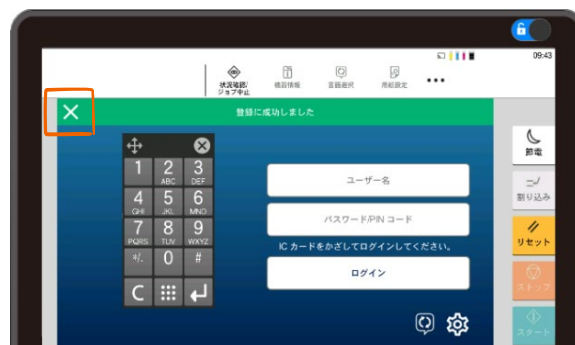 09:43
状況確認/
ジョブ中止
機器情報
言語選択
用紙設定
•••
登録に成功しました
1
2
ABC
3
DEF
4
GHI
5
JKL
6
MNO
7
PQRS
8
TUV
9
WXYZ
*/.
0
#
C
ユーザー名
パスワード/PIN コード
IC カードをかざしてログインしてください。
ログイン
節電
割り込み
リセット
ストップ
スタート